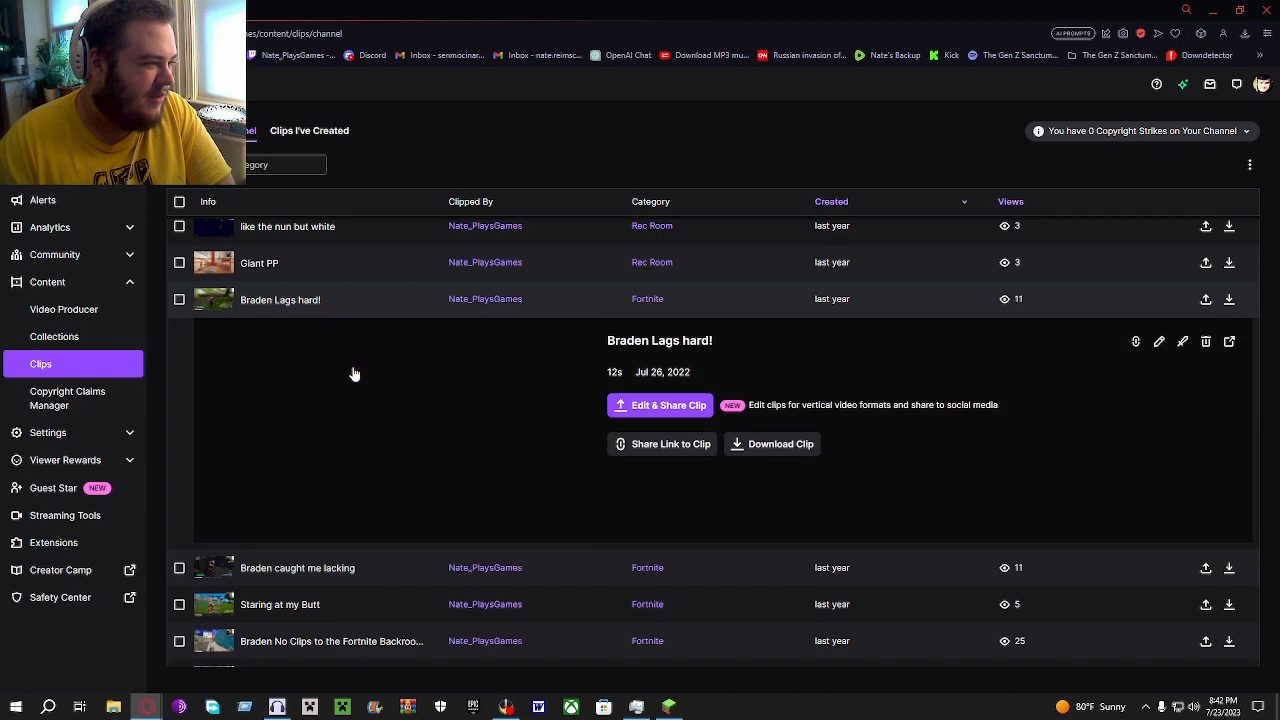 es/content/clips/channel
AI PROMPTS
Nate_PlaysGames -... Discord Inbox - senmocinar... Inbox - nate.reimsc... OpenAI Chat Download MP3 mu... Russian invasion of... Nate's Backup Kick The Gen Z Sanctum... The Gen Z Sanctum... Downdetector
nel Clips I've Created
You have 0 Copyright Strikes on Your Channel
egory
Info Clipped By Category Created Views
like the nun but white Nate_PlaysGames Rec Room last year 3
Giant PP Nate_PlaysGames Rec Room last year 3
Braden Lags hard! Nate_PlaysGames Fortnite last year 11
Braden Lags hard!
12s Jul 26, 2022
Edit & Share Clip NEW Edit clips for vertical video formats and share to social media
Share Link to Clip Download Clip
Braden caught me lacking Nate_PlaysGames Fortnite last year 11
Staring at my Butt Nate_PlaysGames Fortnite last year 5
Braden No Clips to the Fortnite Backroo... Nate_PlaysGames Fortnite last year 25
Alerts
Analytics
Community
Content
Video Producer
Collections
Clips
Copyright Claims
Manager
Settings
Viewer Rewards
Guest Star NEW
Streaming Tools
Extensions
Creator Camp
Safety Center
88°F Sunny
8:42 PM
7/23/2023